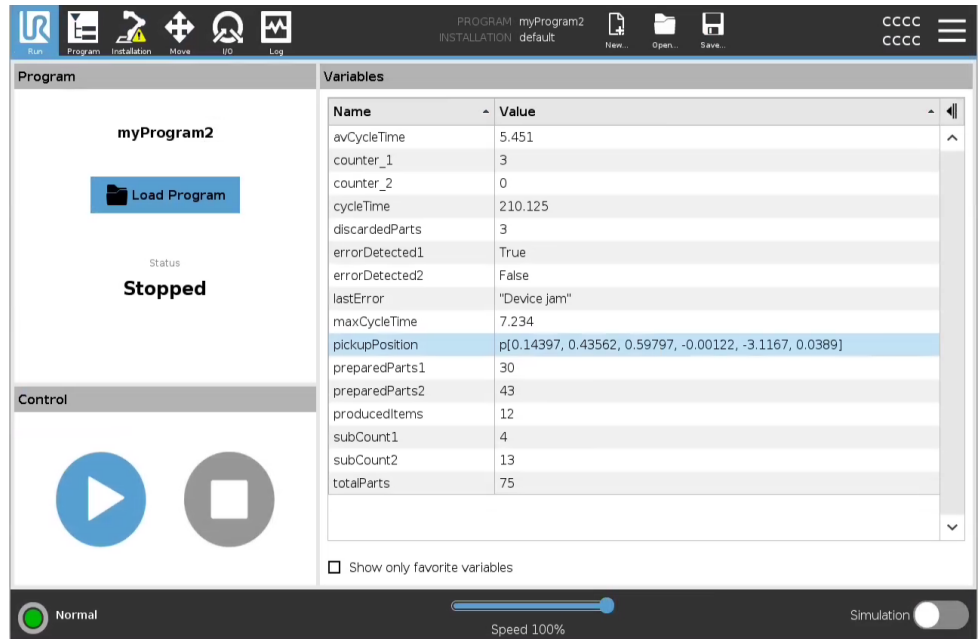 PROGRAM myProgram2
INSTALLATION default
CCCC
CCCC
UR
Run
Program
Installation
Move
I/O
Log
New...
Open...
Save...
Program
myProgram2
Load Program
Status
Stopped
Control
Variables
Name Value
avCycleTime 5.451
counter_1 3
counter_2 0
cycleTime 210.125
discardedParts 3
errorDetected1 True
errorDetected2 False
lastError "Device jam"
maxCycleTime 7.234
pickupPosition p[0.14397, 0.43562, 0.59797, -0.00122, -3.1167, 0.0389]
preparedParts1 30
preparedParts2 43
producedItems 12
subCount1 4
subCount2 13
totalParts 75
Show only favorite variables
Normal
Speed 100%
Simulation